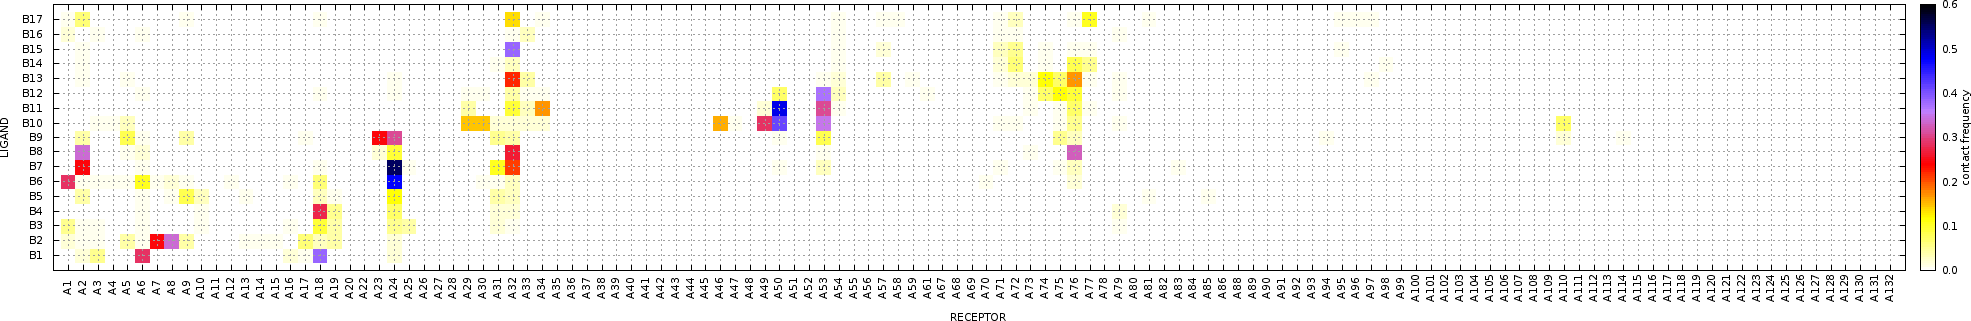 B17
B16
B15
B14
B13
B12
B11
B10
B9
B8
B7
B6
B5
B4
B3
B2
B1
LIGAND
A1 A2 A3 A4 A5 A6 A7 A8 A9 A10 A11 A12 A13 A14 A15 A16 A17 A18 A19 A20 A22 A23 A24 A25 A26 A27 A28 A29 A30 A31 A32 A33 A34 A35 A36 A37 A38 A39 A40 A41 A42 A43 A44 A45 A46 A47 A48 A49 A50 A51 A52 A53 A54 A55 A56 A57 A58 A59 A61 A67 A68 A69 A70 A71 A72 A73 A74 A75 A76 A77 A78 A79 A80 A81 A82 A83 A84 A85 A86 A88 A89 A90 A91 A92 A93 A94 A95 A96 A97 A98 A99 A100 A101 A102 A103 A104 A105 A106 A107 A108 A109 A110 A111 A112 A113 A114 A115 A116 A117 A118 A119 A120 A121 A122 A123 A124 A125 A126 A127 A128 A129 A130 A131 A132
RECEPTOR
0.6
0.5
0.4
0.3
0.2
0.1
0.0
contact frequency